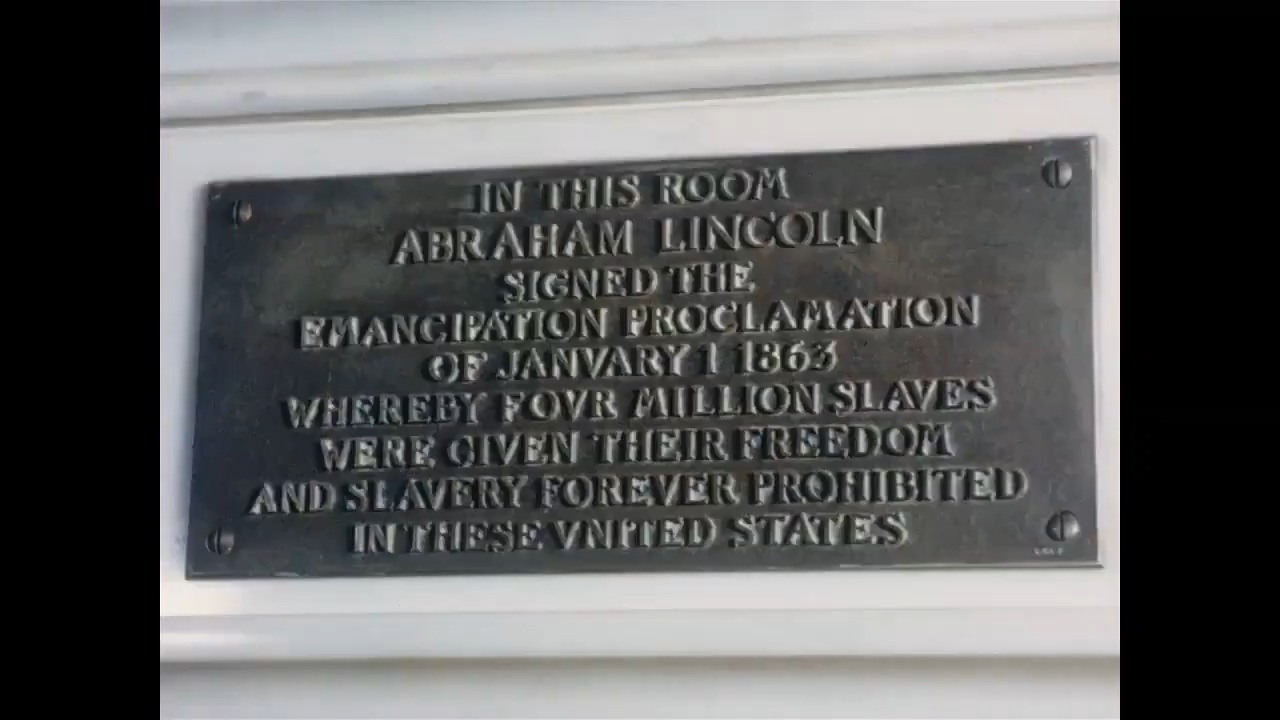 IN THIS ROOM
ABRAHAM LINCOLN
SIGNED THE
EMANCIPATION PROCLAMATION
OF JANVARY 1 1863
WHEREBY FOVR MILLION SLAVES
WERE GIVEN THEIR FREEDOM
AND SLAVERY FOREVER PROHIBITED
IN THESE VNITED STATES